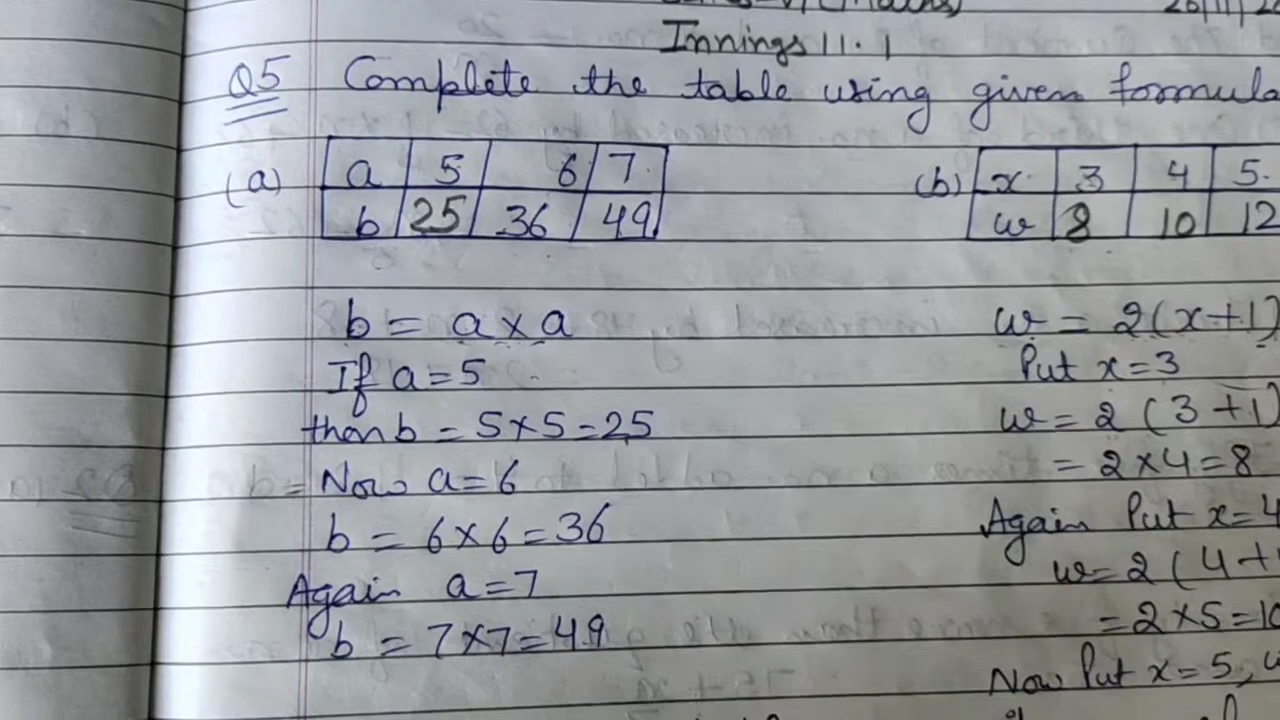 (Maths)
Innings 11.1
Q5 Complete the table using given formula
(a) a 5 6 7.
b 25 36 49
b = a × a
If a = 5
then b = 5×5=25
Now a=6
b = 6×6=36
Again a=7
b = 7×7=49
(b) x 3 4 5.
w 8 10 12
w = 2(x+1)
Put x=3
w = 2 (3+1)
= 2×4=8
Again Put x=4
w=2(4+
=2×5=10
Now Put x=5,